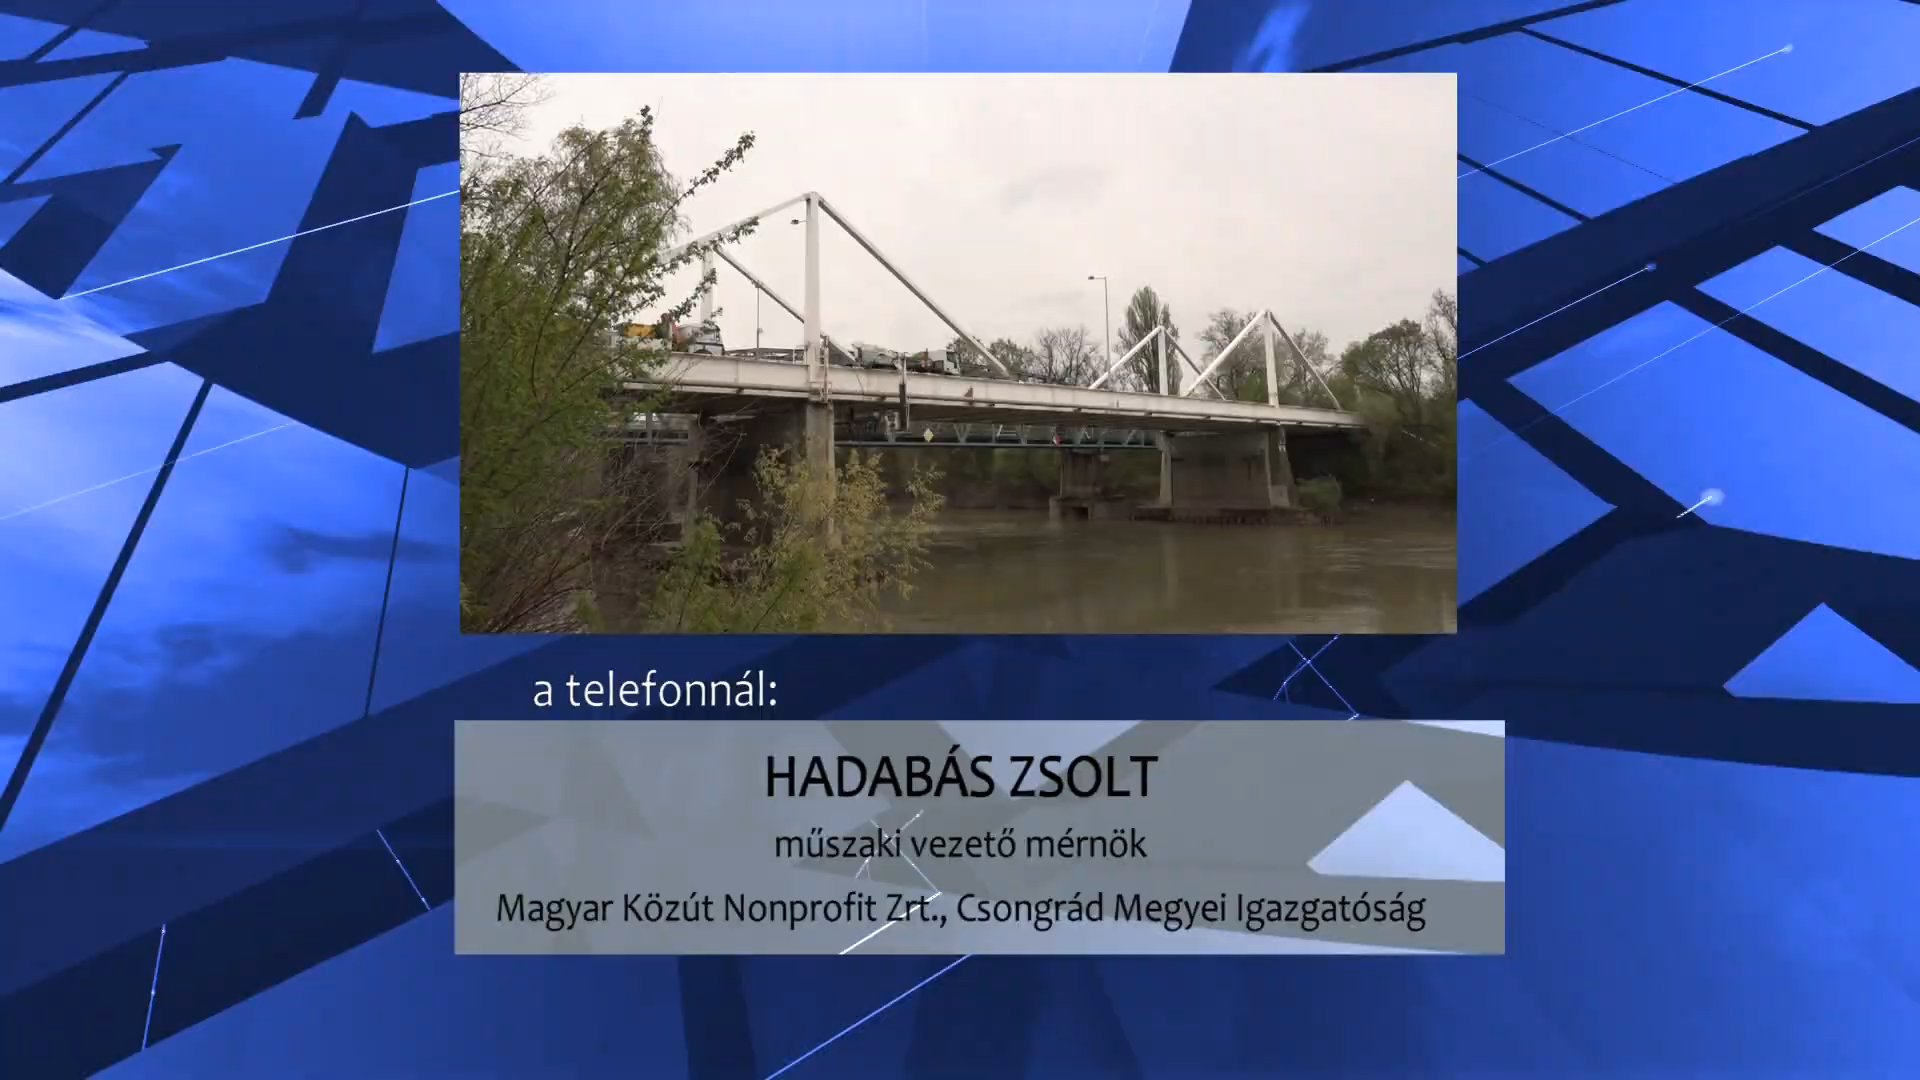 a telefonnál:
HADABÁS ZSOLT
műszaki vezető mérnök
Magyar Közút Nonprofit Zrt., Csongrád Megyei Igazgatóság